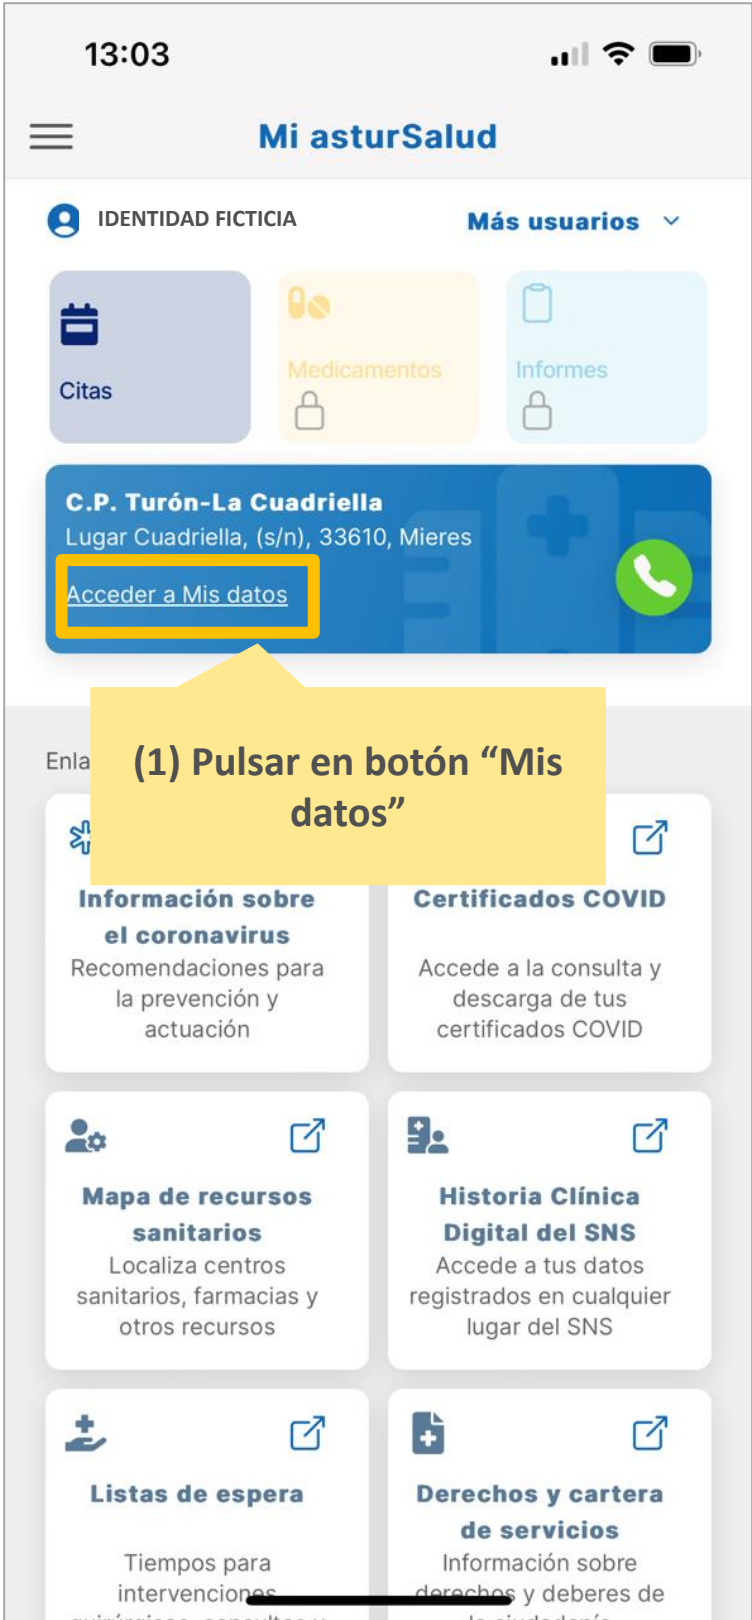 13:03
Mi asturSalud
IDENTIDAD FICTICIA
Más usuarios
Citas
Medicamentos
Informes
C.P. Turón-La Cuadriella
Lugar Cuadriella, (s/n), 33610, Mieres
Acceder a Mis datos
(1) Pulsar en botón “Mis
datos”
Información sobre
el coronavirus
Recomendaciones para
la prevención y
actuación
Certificados COVID
Accede a la consulta y
descarga de tus
certificados COVID
Mapa de recursos
sanitarios
Localiza centros
sanitarios, farmacias y
otros recursos
Historia Clínica
Digital del SNS
Accede a tus datos
registrados en cualquier
lugar del SNS
Listas de espera
Tiempos para
intervenciones
Derechos y cartera
de servicios
Información sobre
derechos y deberes de